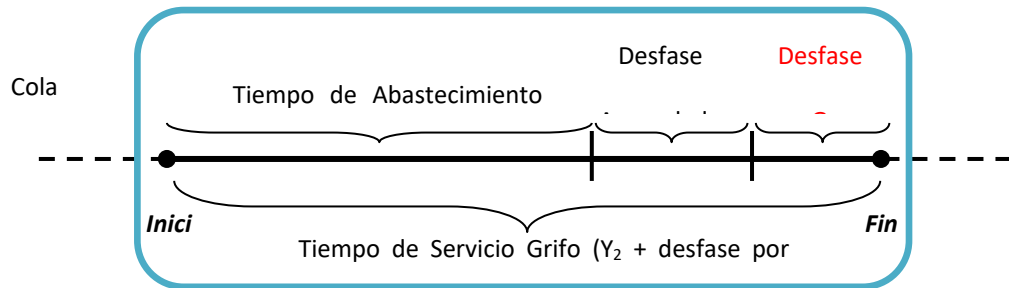 Desfase Desfase
Cola
Tiempo de Abastecimiento
Inici Fin
Tiempo de Servicio Grifo (Y₂ + desfase por